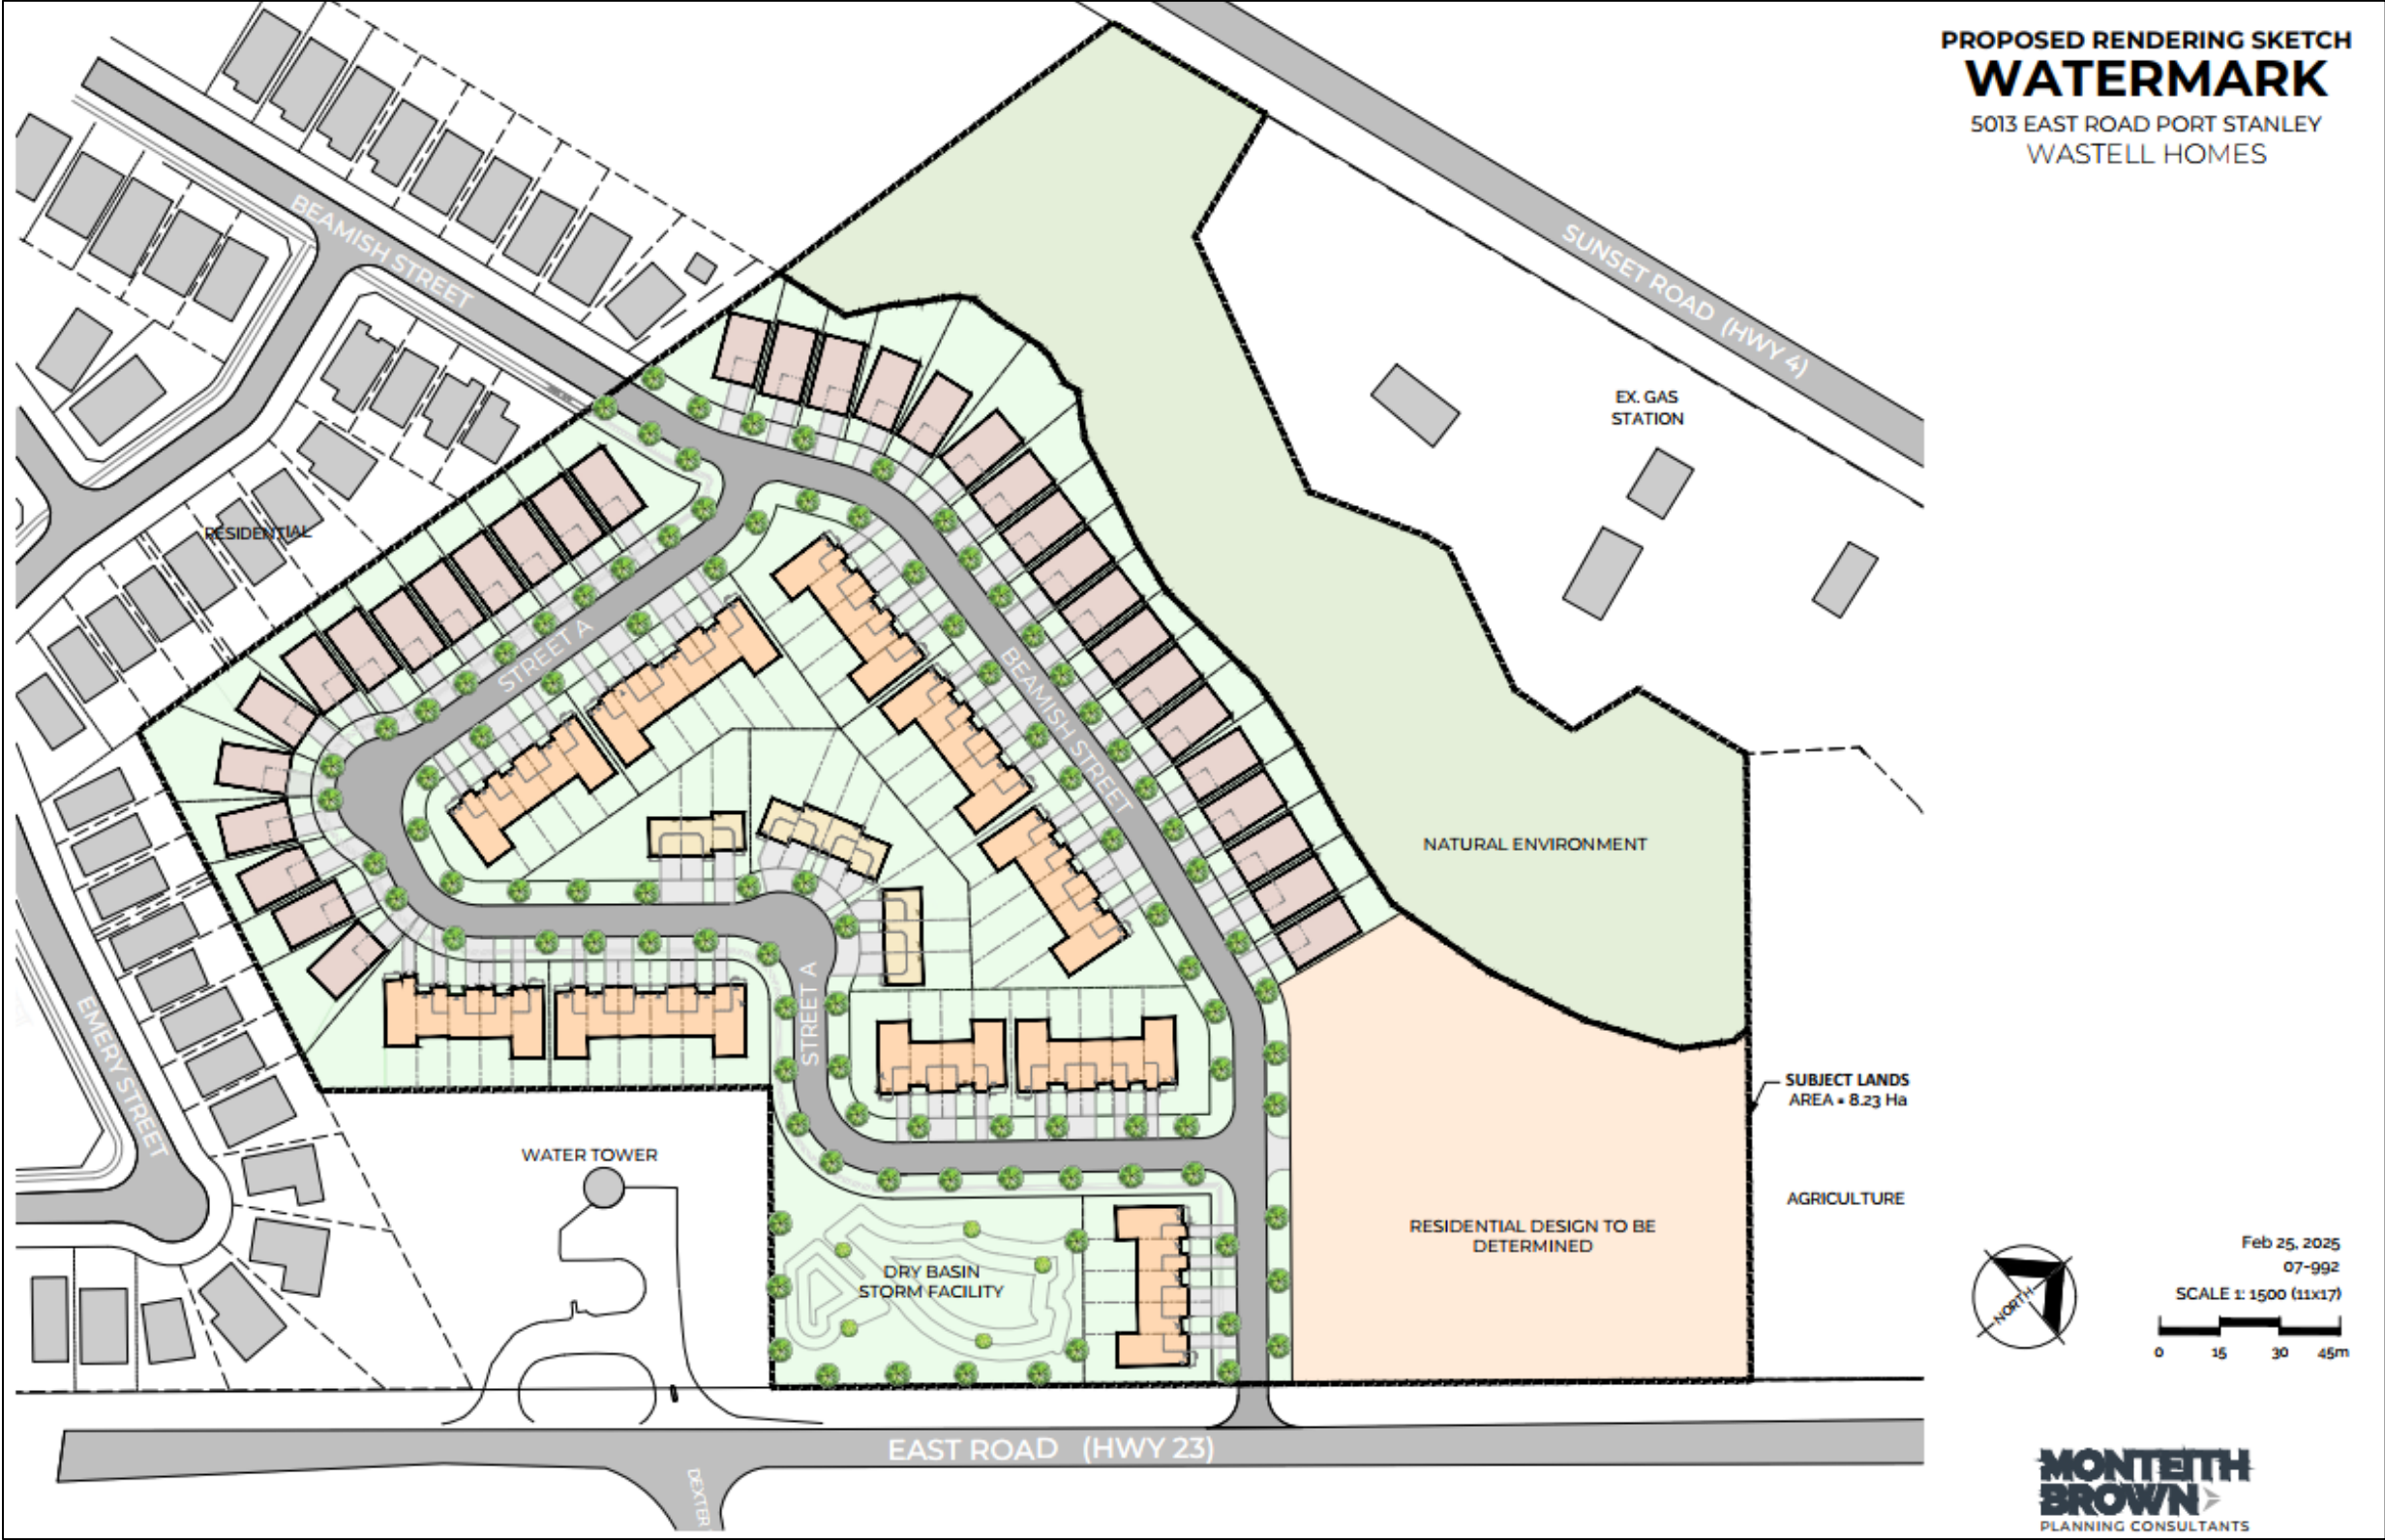 PROPOSED RENDERING SKETCH
WATERMARK
5013 EAST ROAD PORT STANLEY
WASTELL HOMES
BEAMISH STREET
SUNSET ROAD (HWY 4)
EX. GAS
STATION
RESIDENTIAL
STREET A
BEAMISH STREET
NATURAL ENVIRONMENT
STREET A
EMERY STREET
SUBJECT LANDS
AREA = 8.23 Ha
WATER TOWER
AGRICULTURE
RESIDENTIAL DESIGN TO BE
DETERMINED
DRY BASIN
STORM FACILITY
NORTH
Feb 25, 2025
07-992
SCALE 1: 1500 (11x17)
0 15 30 45m
EAST ROAD (HWY 23)
DEXTER
MONTEITH
BROWN
PLANNING CONSULTANTS